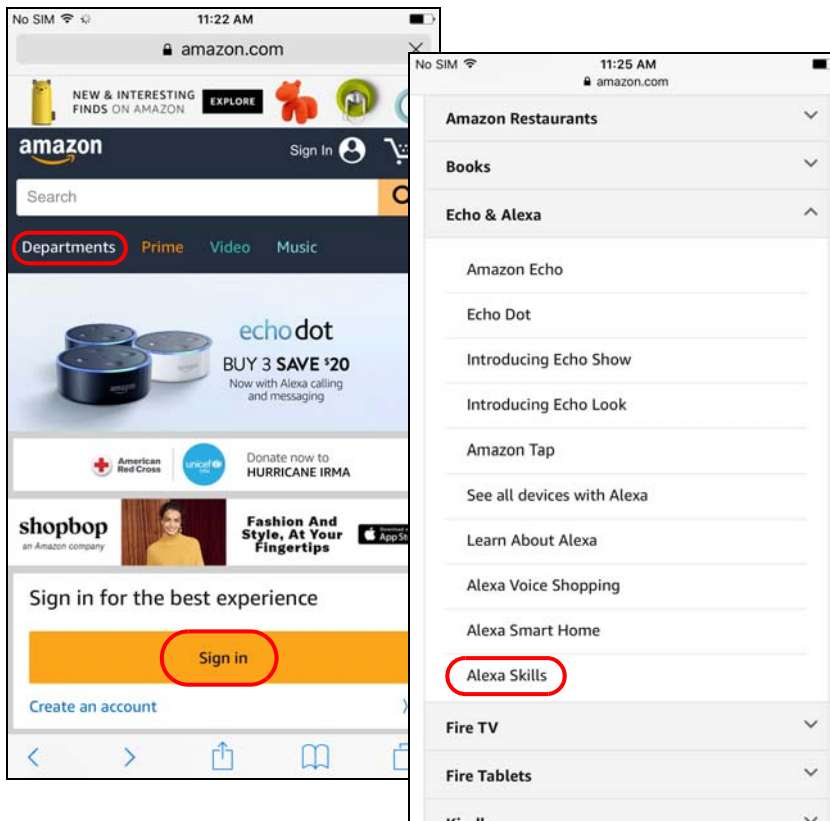 No SIM 11:22 AM
amazon.com
NEW & INTERESTING
FINDS ON AMAZON
EXPLORE
amazon
Sign In
Search
Departments Prime Video Music
echo dot
BUY 3 SAVE $20
Now with Alexa calling
and messaging
amazon
American
Red Cross
unicef
Donate now to
HURRICANE IRMA
shopbop
an Amazon company
Fashion And
Style, At Your
Fingertips
App St
Sign in for the best experience
Sign in
Create an account
No SIM 11:25 AM
amazon.com
Amazon Restaurants
Books
Echo & Alexa
Amazon Echo
Echo Dot
Introducing Echo Show
Introducing Echo Look
Amazon Tap
See all devices with Alexa
Learn About Alexa
Alexa Voice Shopping
Alexa Smart Home
Alexa Skills
Fire TV
Fire Tablets